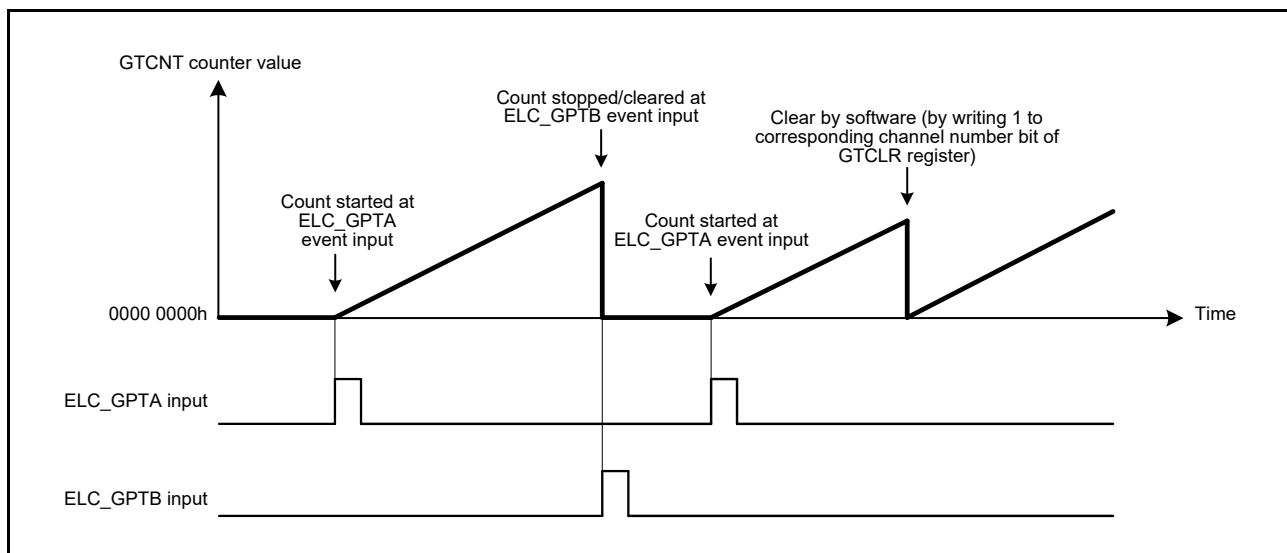 GTCNT counter value
Count stopped/cleared at
ELC_GPTB event input
Clear by software (by writing 1 to
corresponding channel number bit of
GTCLR register)
Count started at
ELC_GPTA
event input
Count started at
ELC_GPTA event input
0000 0000h
Time
ELC_GPTA input
ELC_GPTB input